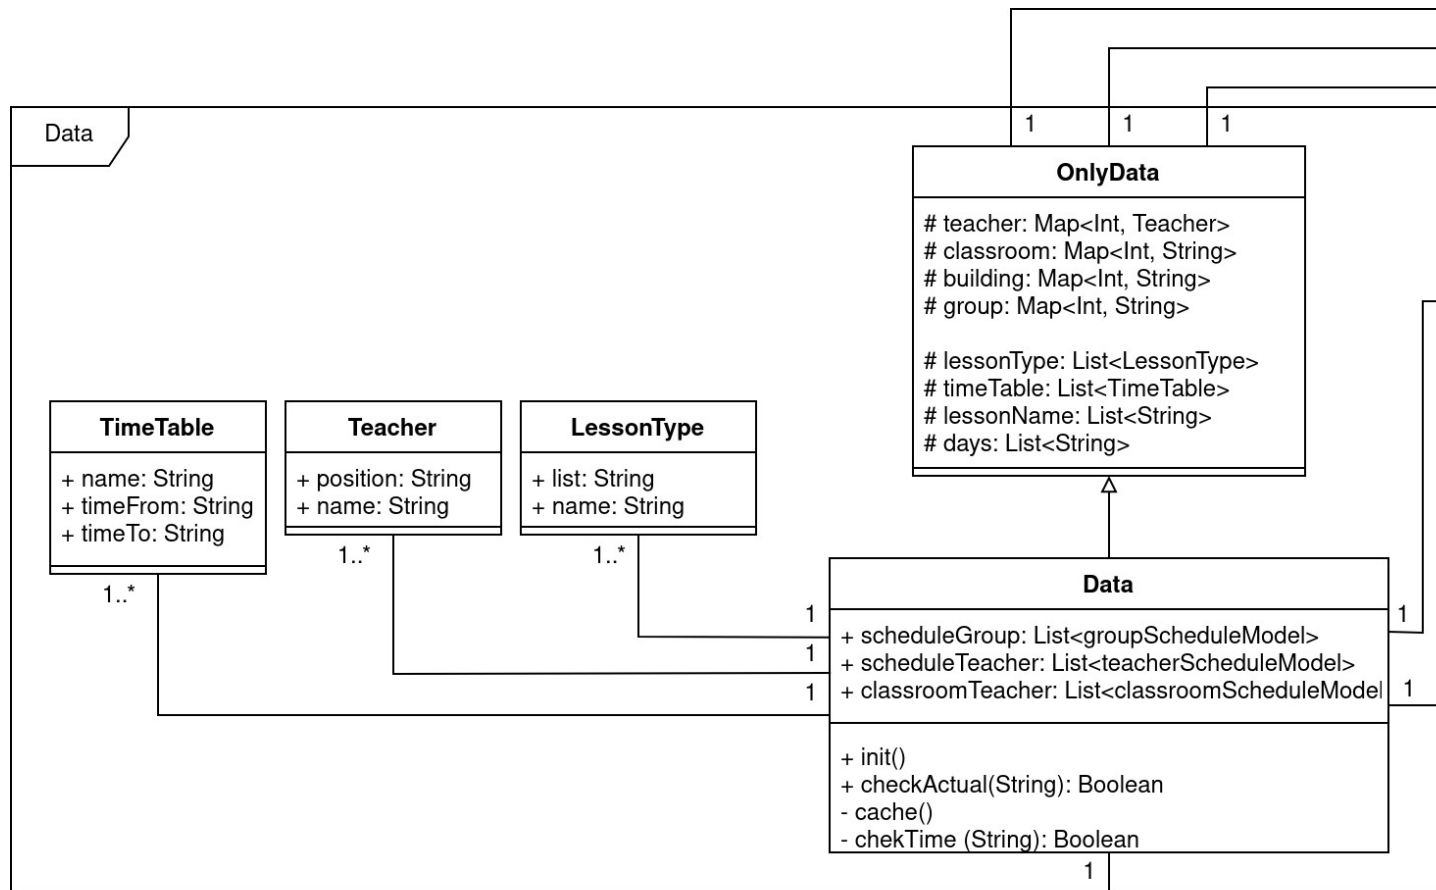 Data
1
1
1
OnlyData
# teacher: Map<Int, Teacher>
# classroom: Map<Int, String>
# building: Map<Int, String>
# group: Map<Int, String>
# lessonType: List<LessonType>
# timeTable: List<TimeTable>
# lessonName: List<String>
# days: List<String>
TimeTable
+ name: String
+ timeFrom: String
+ timeTo: String
1..*
Teacher
+ position: String
+ name: String
1..*
LessonType
+ list: String
+ name: String
1..*
1
1
1
Data
+ scheduleGroup: List<groupScheduleModel>
+ scheduleTeacher: List<teacherScheduleModel>
+ classroomTeacher: List<classroomScheduleModel
+ init()
+ checkActual(String): Boolean
- cache()
- chekTime (String): Boolean
1
1
1